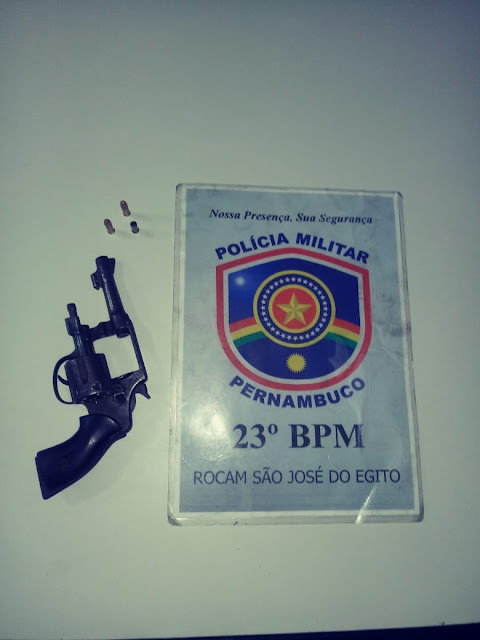 Nossa Presença, Sua Segurança
POLÍCIA MILITAR
PERNAMBUCO
23º BPM
ROCAM SÃO JOSÉ DO EGITO